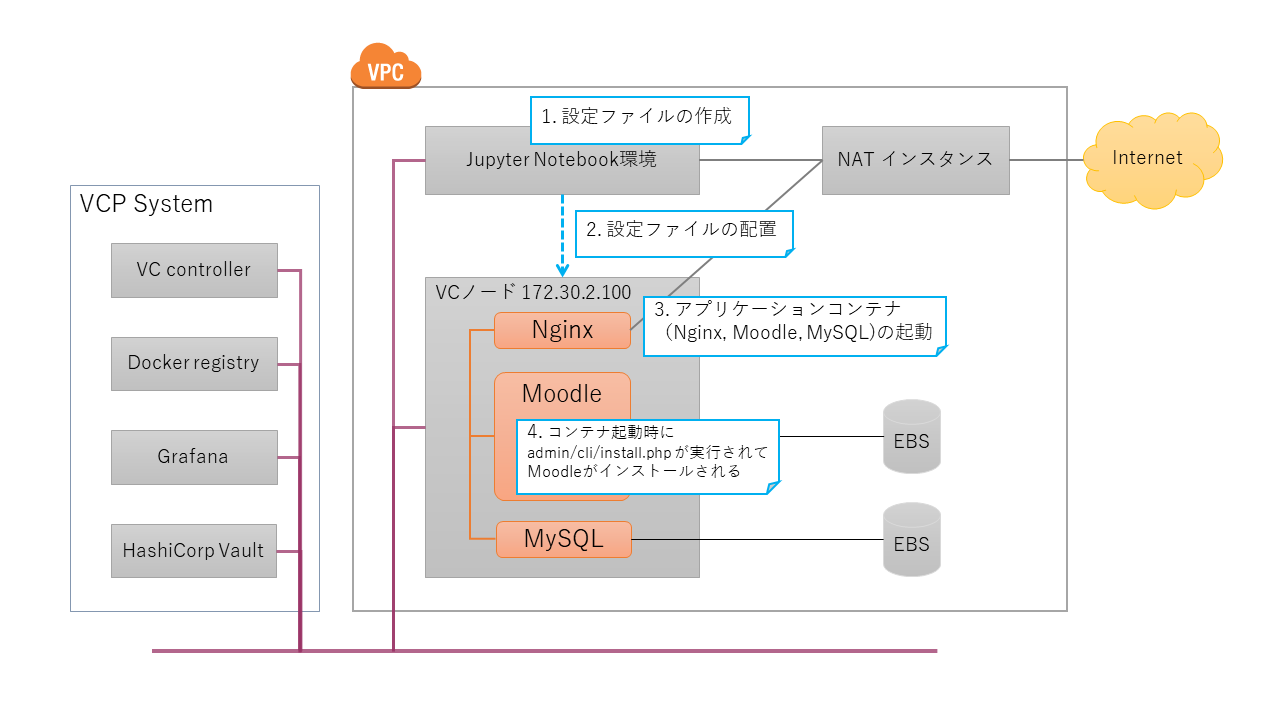 VPC
1. 設定ファイルの作成
Jupyter Notebook環境
NAT インスタンス
Internet
VCP System
VC controller
Docker registry
Grafana
HashiCorp Vault
2. 設定ファイルの配置
VCノード 172.30.2.100
3. アプリケーションコンテナ
（Nginx, Moodle, MySQL)の起動
Nginx
Moodle
4. コンテナ起動時に
admin/cli/install.php が実行されて
Moodleがインストールされる
EBS
MySQL
EBS